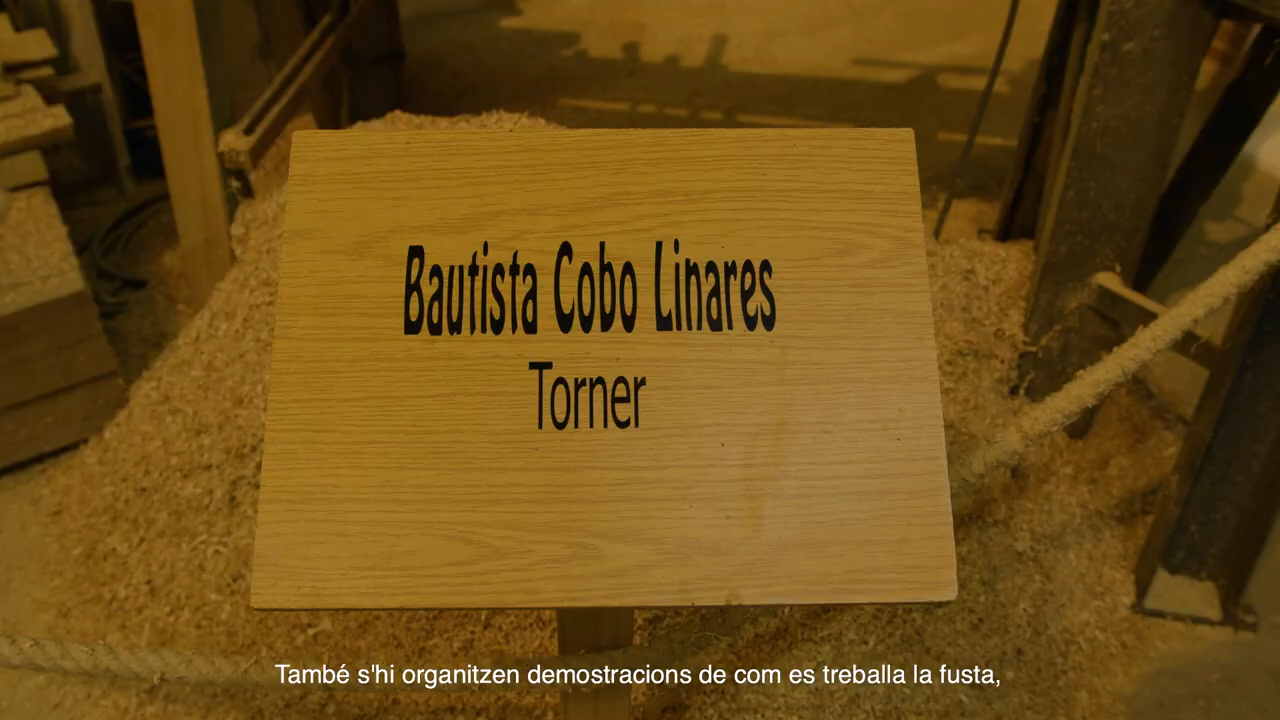 Bautista Cobo Linares
Torner
També s'hi organitzen demostracions de com es treballa la fusta,